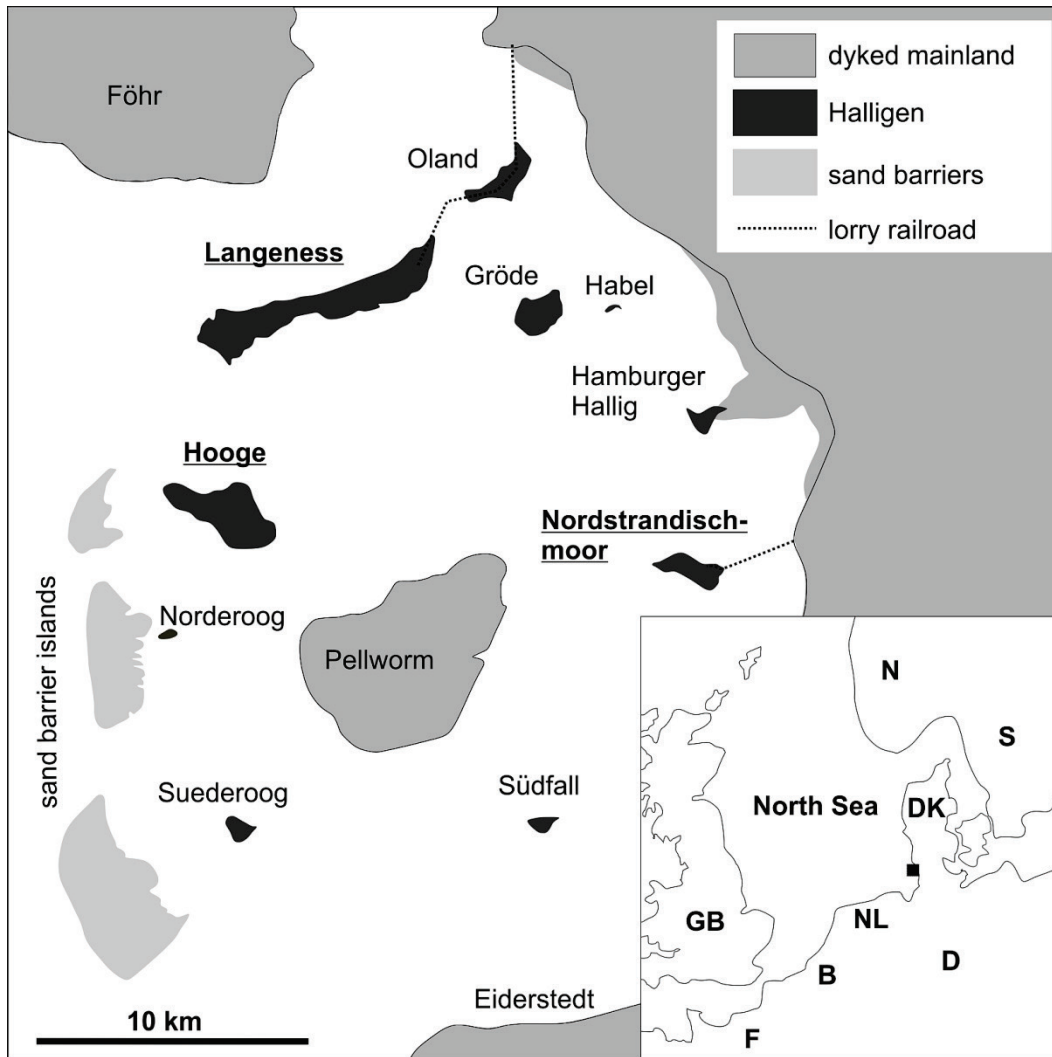 Föhr
dyked mainland
Halligen
sand barriers
lorry railroad
Oland
Langeness
Gröde
Habel
Hamburger
Hallig
Hooge
Nordstrandisch-
moor
sand barrier islands
Norderoog
Pellworm
Suederoog
Südfall
Eiderstedt
10 km
N
S
North Sea
DK
GB
NL
D
B
F